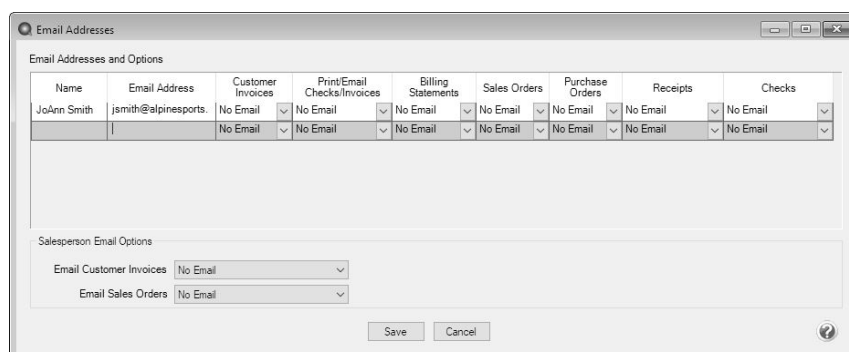 Email Addresses
Email Addresses and Options
Name Email Address Customer Invoices Print/Email Checks/Invoices Billing Statements Sales Orders Purchase Orders Receipts Checks
JoAnn Smith jsmith@alpinesports. No Email No Email No Email No Email No Email No Email No Email
No Email No Email No Email No Email No Email No Email No Email
Salesperson Email Options
Email Customer Invoices No Email
Email Sales Orders No Email
Save Cancel